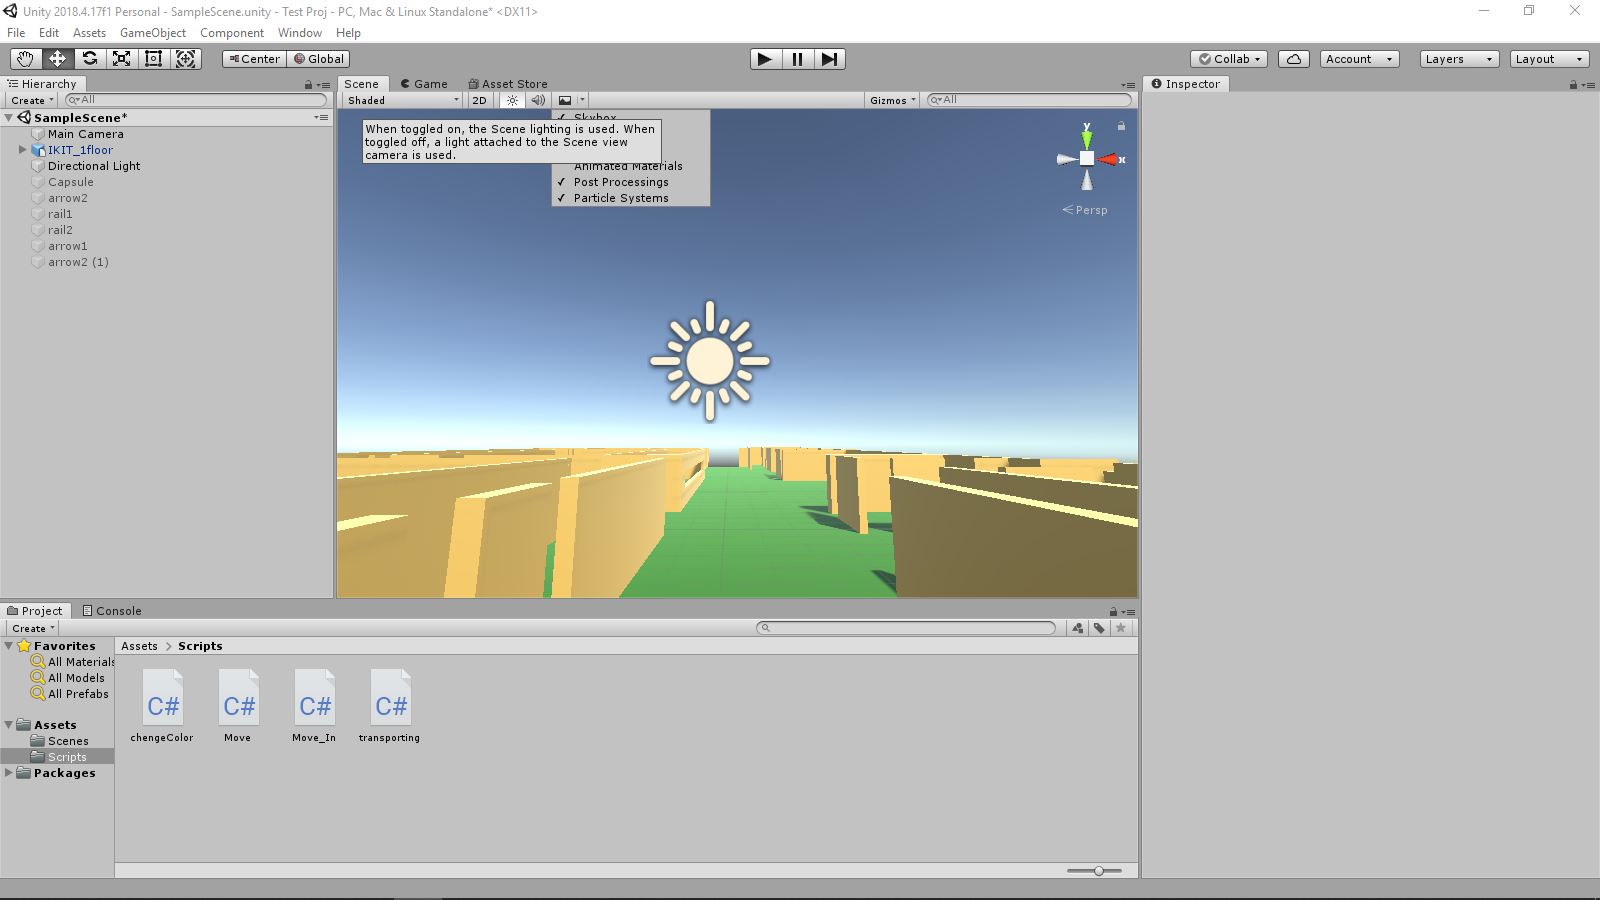 Unity 2018.4.17f1 Personal - SampleScene.unity - Test Proj - PC, Mac & Linux Standalone* <DX11>
File Edit Assets GameObject Component Window Help
Center Global Collab Account Layers Layout
Hierarchy
Create All
SampleScene*
Main Camera
IKIT_1floor
Directional Light
Capsule
arrow2
rail1
rail2
arrow1
arrow2 (1)
Scene Game Asset Store
Shaded 2D Gizmos All
Skybox
When toggled on, the Scene lighting is used. When
toggled off, a light attached to the Scene view
camera is used.
Animated Materials
✓ Post Processings
✓ Particle Systems
y
x
Persp
Inspector
Project Console
Create
Favorites
All Materials
All Models
All Prefabs
Assets
Scenes
Scripts
Packages
Assets > Scripts
C# C# C# C#
chengeColor Move Move_In transporting